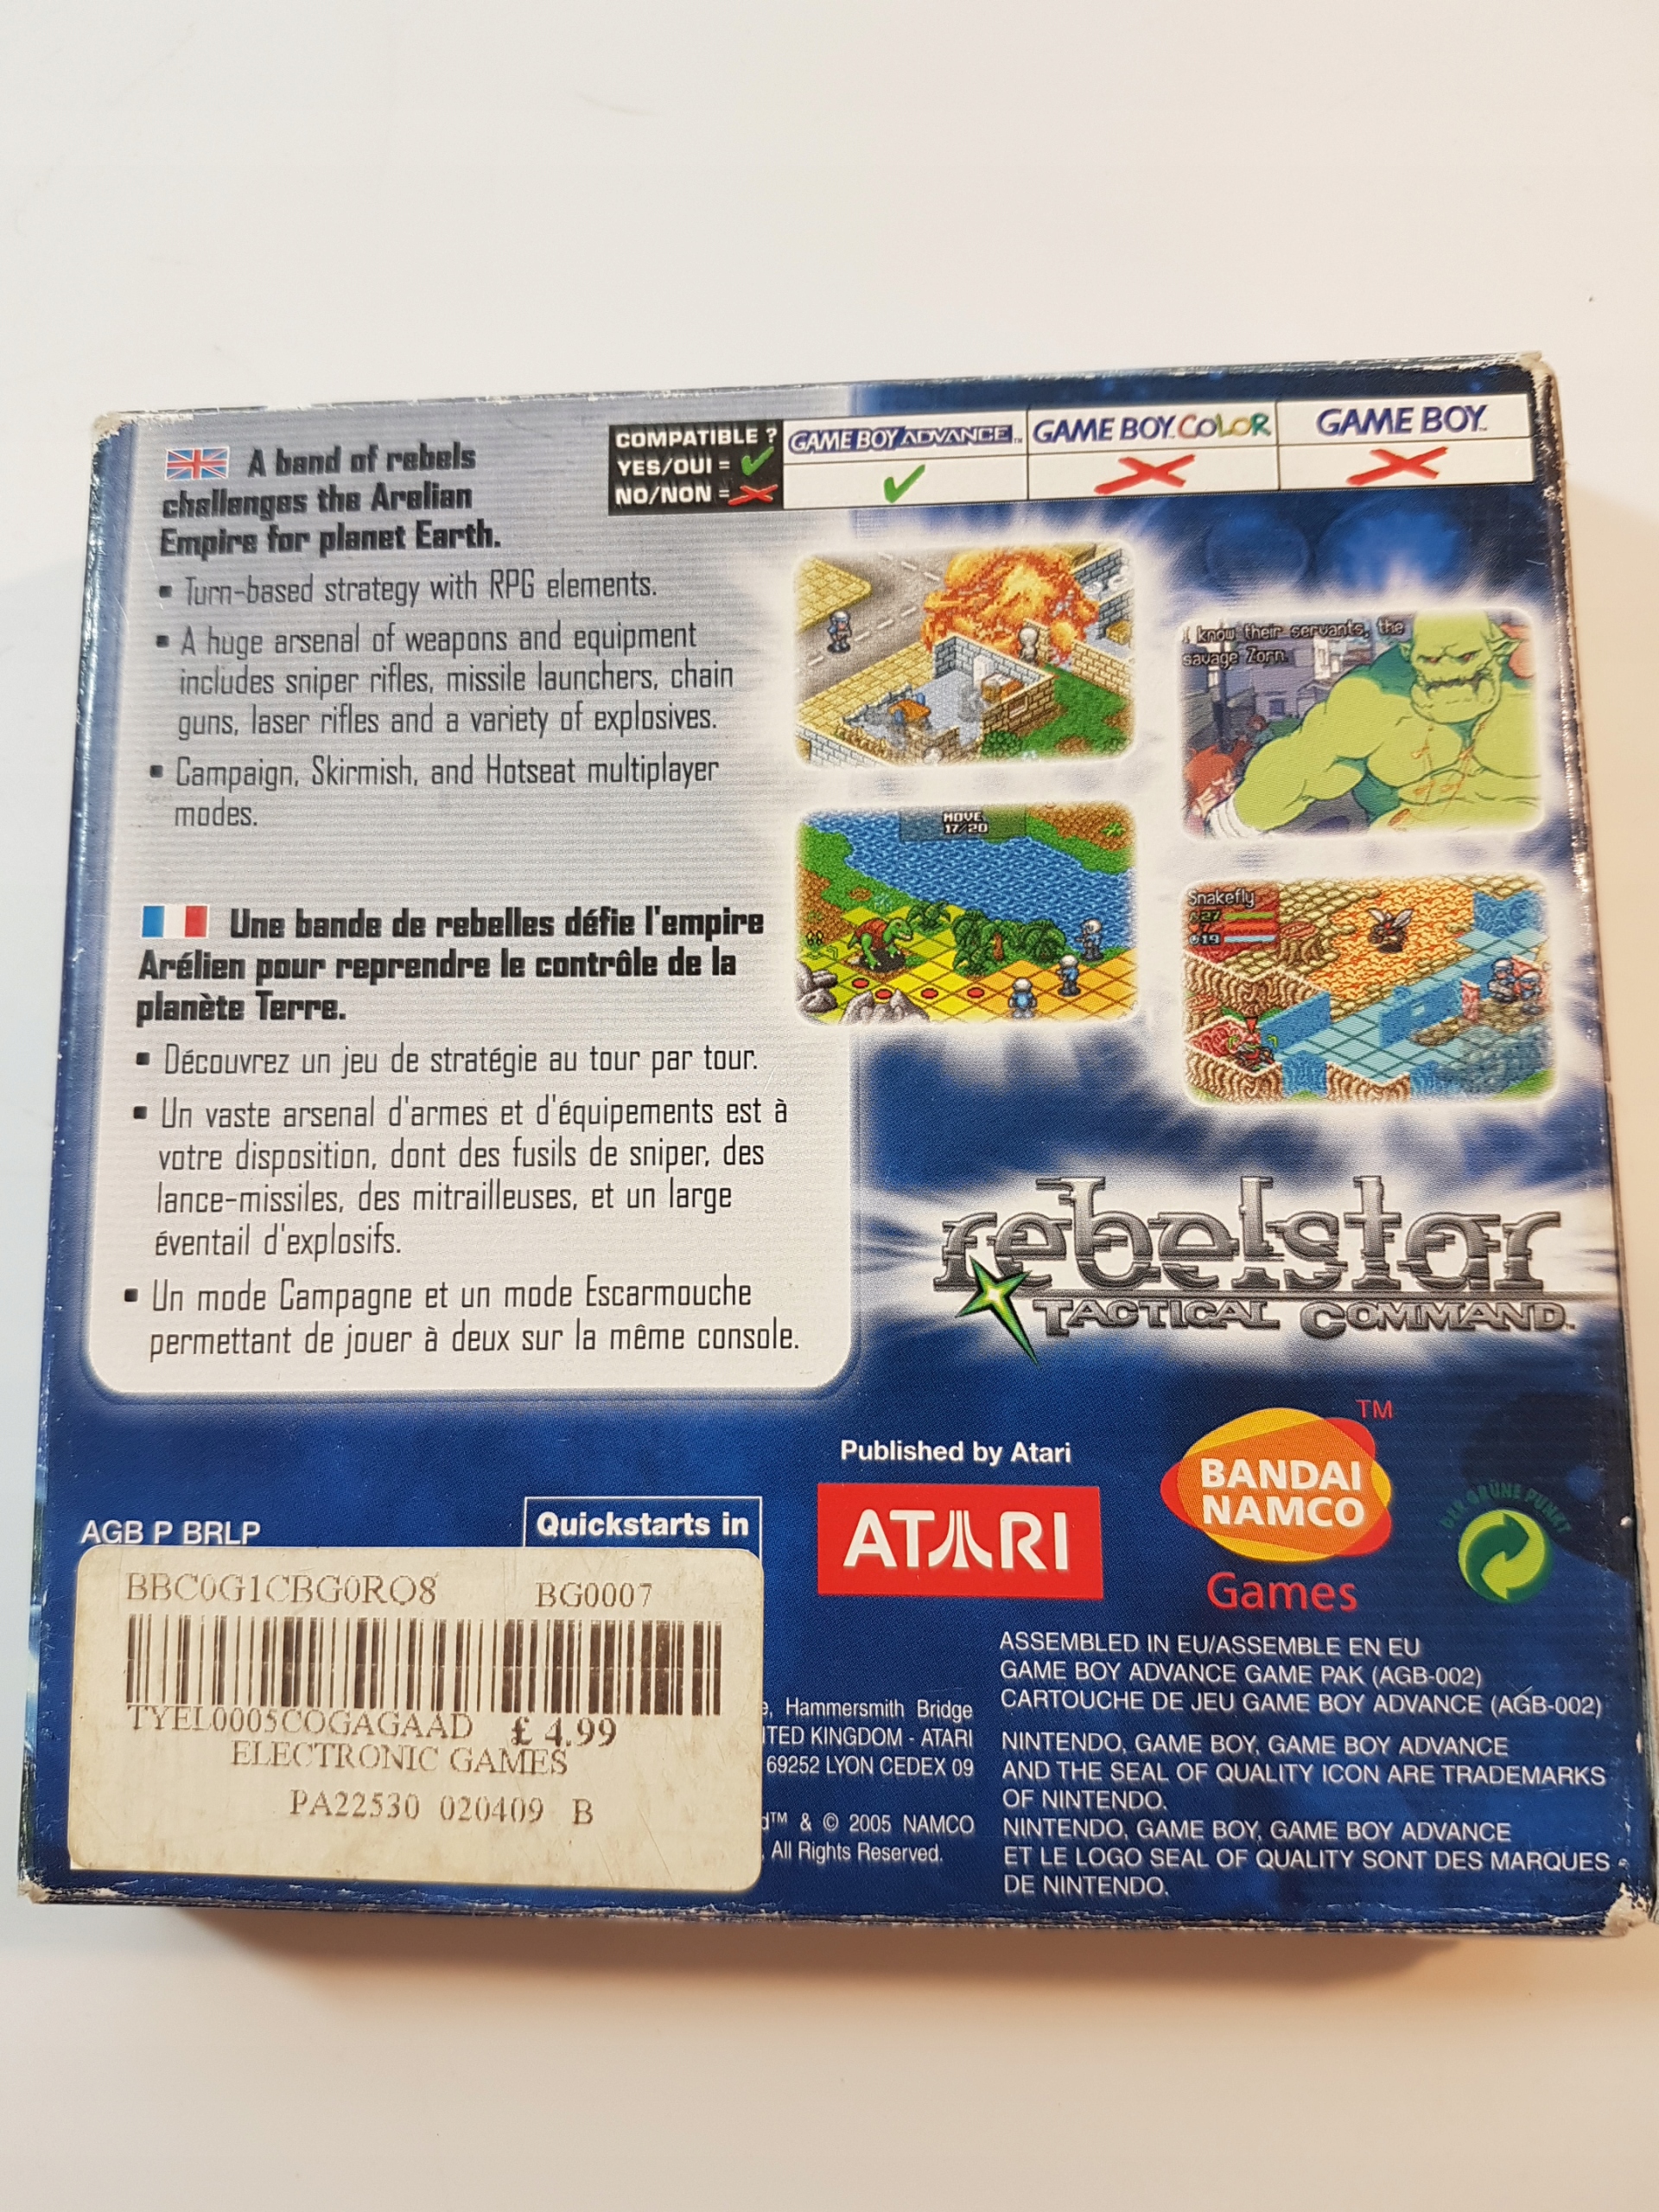 A band of rebels
challenges the Arelian
Empire for planet Earth.
▪ Turn-based strategy with RPG elements.
▪ A huge arsenal of weapons and equipment
includes sniper rifles, missile launchers, chain
guns, laser rifles and a variety of explosives.
▪ Campaign, Skirmish, and Hotseat multiplayer
modes.
Une bande de rebelles défie l'empire
Arélien pour reprendre le contrôle de la
planète Terre.
▪ Découvrez un jeu de stratégie au tour par tour.
▪ Un vaste arsenal d'armes et d'équipements est à
votre disposition, dont des fusils de sniper, des
lance-missiles, des mitrailleuses, et un large
éventail d'explosifs.
▪ Un mode Campagne et un mode Escarmouche
permettant de jouer à deux sur la même console.
COMPATIBLE ?
YES/OUI =
NO/NON =
GAME BOY ADVANCE™
GAME BOY COLOR
GAME BOY™
I know their servants, the
savage Zorn.
MOVE
17/20
Snakefly
27
19
rebelstar
TACTICAL COMMAND™
Published by Atari
ATARI
BANDAI
NAMCO
TM
Games
DER GRÜNE PUNKT
AGB P BRLP
Quickstarts in
BBC0G1CBG0RO8 BG0007
TYEL0005COGAGAAD £ 4.99
ELECTRONIC GAMES
PA22530 020409 B
Hammersmith Bridge
KINGDOM - ATARI
69252 LYON CEDEX 09
™ & © 2005 NAMCO
All Rights Reserved.
ASSEMBLED IN EU/ASSEMBLE EN EU
GAME BOY ADVANCE GAME PAK (AGB-002)
CARTOUCHE DE JEU GAME BOY ADVANCE (AGB-002)
NINTENDO, GAME BOY, GAME BOY ADVANCE
AND THE SEAL OF QUALITY ICON ARE TRADEMARKS
OF NINTENDO.
NINTENDO, GAME BOY, GAME BOY ADVANCE
ET LE LOGO SEAL OF QUALITY SONT DES MARQUES
DE NINTENDO.